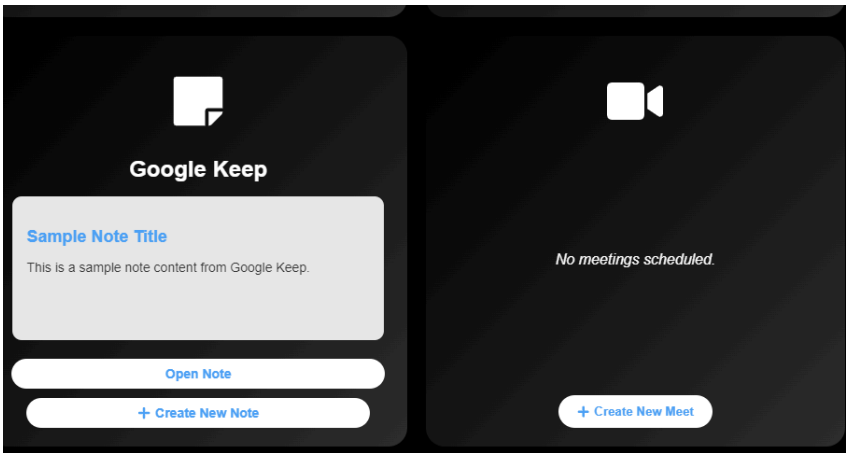 Google Keep
Sample Note Title
This is a sample note content from Google Keep.
Open Note
+ Create New Note
No meetings scheduled.
+ Create New Meet